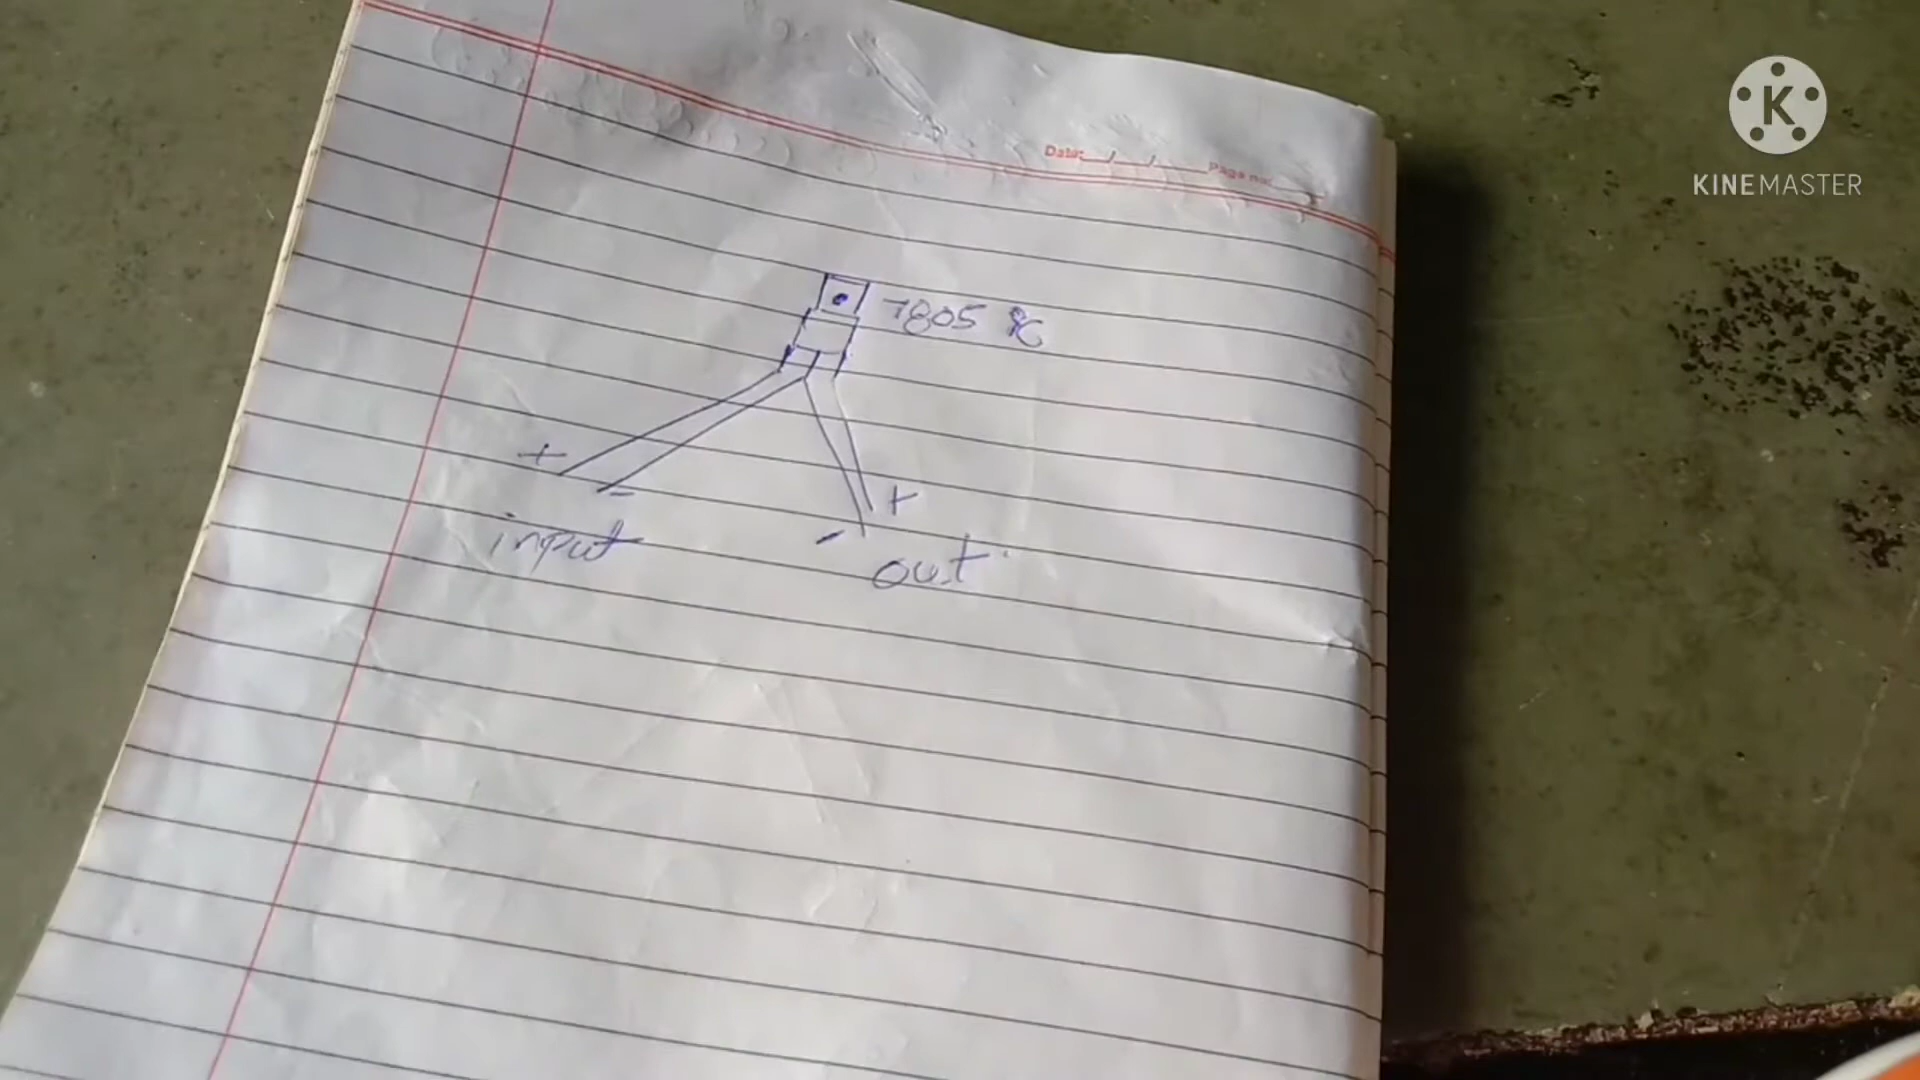 Date: / / Page no:
K
KINEMASTER
7805 IC
+
-
input
+
-
out